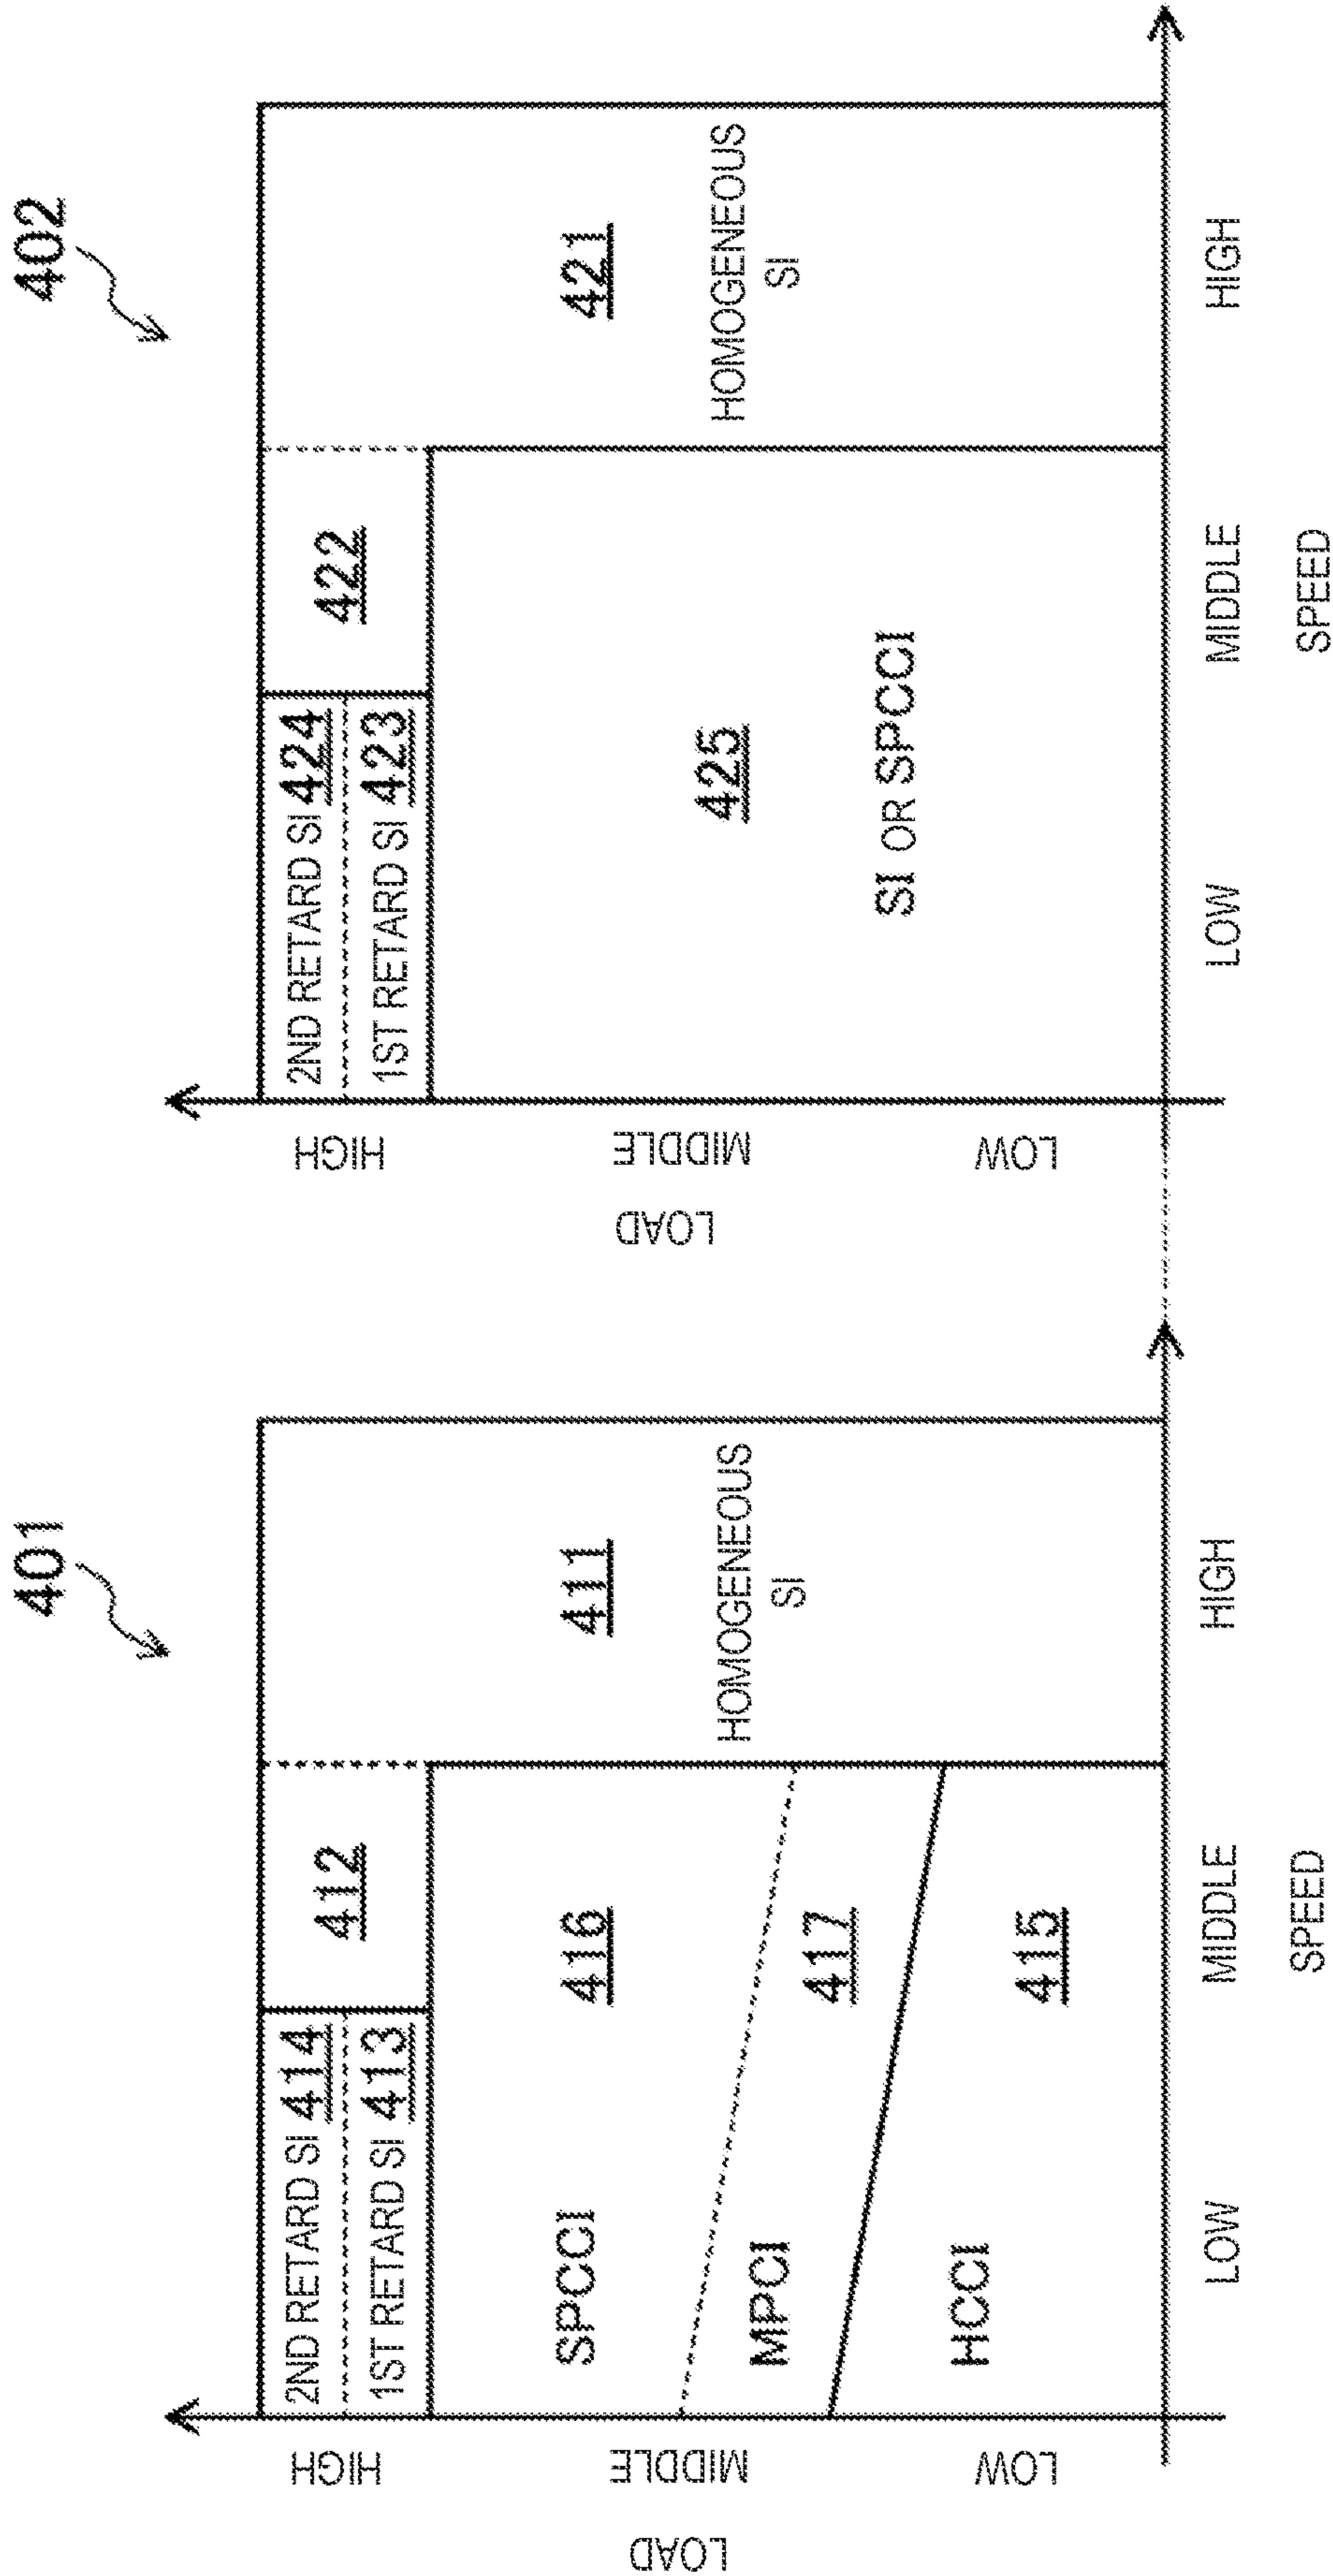 401
HIGH
MIDDLE
LOW
LOAD
2ND RETARD SI 414
1ST RETARD SI 413
412
411
HOMOGENEOUS
SI
SPCCI
416
MPCI
417
HCCI
415
LOW
MIDDLE
HIGH
SPEED
402
HIGH
MIDDLE
LOW
LOAD
2ND RETARD SI 424
1ST RETARD SI 423
422
421
HOMOGENEOUS
SI
425
SI OR SPCCI
LOW
MIDDLE
HIGH
SPEED